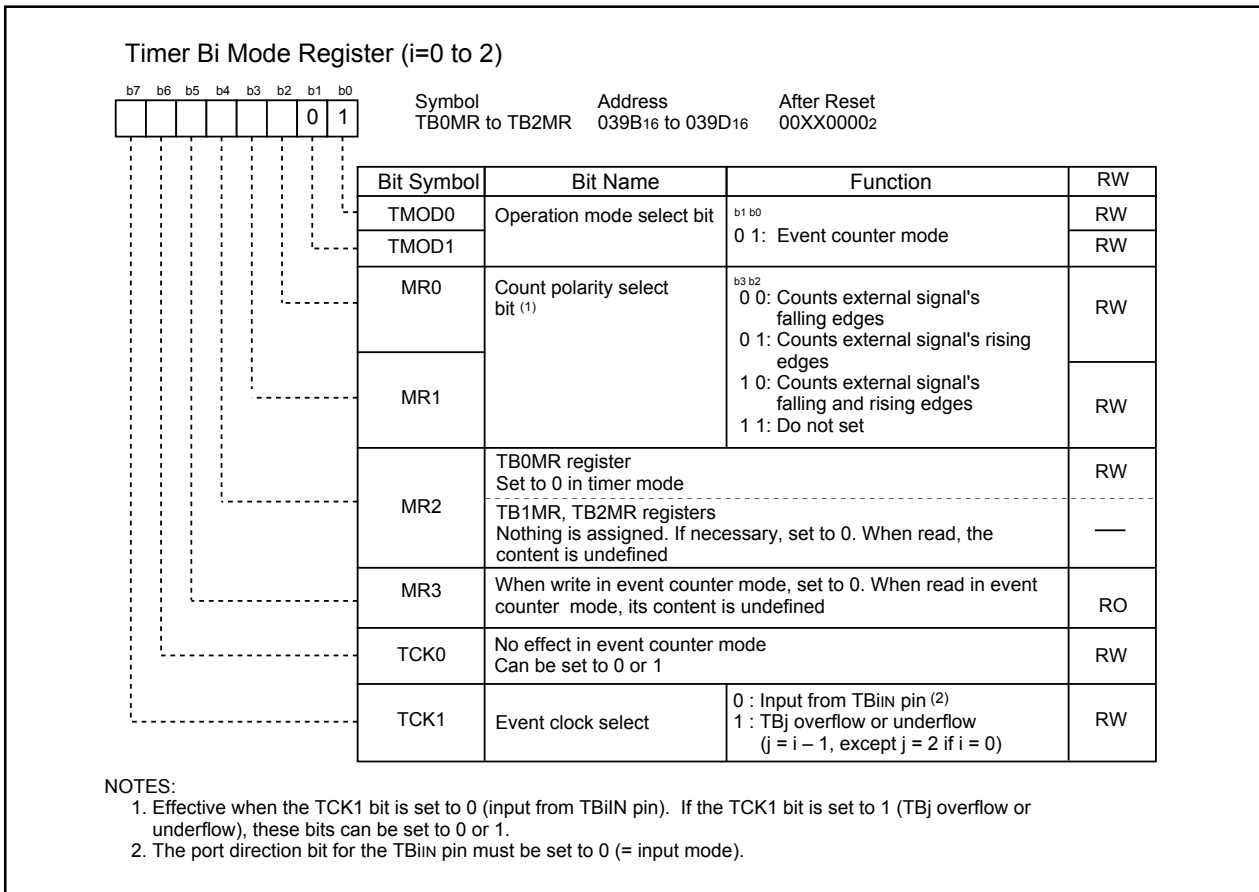 Timer Bi Mode Register (i=0 to 2)
b7 b6 b5 b4 b3 b2 b1 b0
0 1
Symbol Address After Reset
TB0MR to TB2MR 039B16 to 039D16 00XX00002
Bit Symbol Bit Name Function RW
TMOD0 Operation mode select bit b1 b0 RW
TMOD1 0 1: Event counter mode RW
MR0 Count polarity select
bit (1)
b3 b2
0 0: Counts external signal's
falling edges
RW
0 1: Counts external signal's rising
edges
MR1
1 0: Counts external signal's
falling and rising edges
1 1: Do not set
RW
MR2
TB0MR register
Set to 0 in timer mode
RW
TB1MR, TB2MR registers
Nothing is assigned. If necessary, set to 0. When read, the
content is undefined
—
MR3
When write in event counter mode, set to 0. When read in event
counter mode, its content is undefined
RO
TCK0
No effect in event counter mode
Can be set to 0 or 1
RW
TCK1 Event clock select
0 : Input from TBiIN pin (2)
1 : TBj overflow or underflow
(j = i – 1, except j = 2 if i = 0)
RW
NOTES:
1. Effective when the TCK1 bit is set to 0 (input from TBiIN pin). If the TCK1 bit is set to 1 (TBj overflow or
underflow), these bits can be set to 0 or 1.
2. The port direction bit for the TBiIN pin must be set to 0 (= input mode).